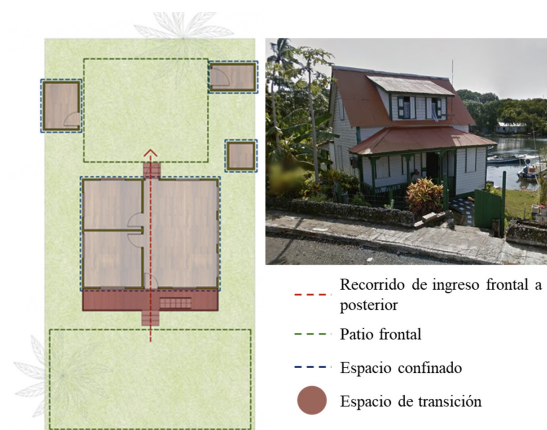 Recorrido de ingreso frontal a
posterior
Patio frontal
Espacio confinado
Espacio de transición